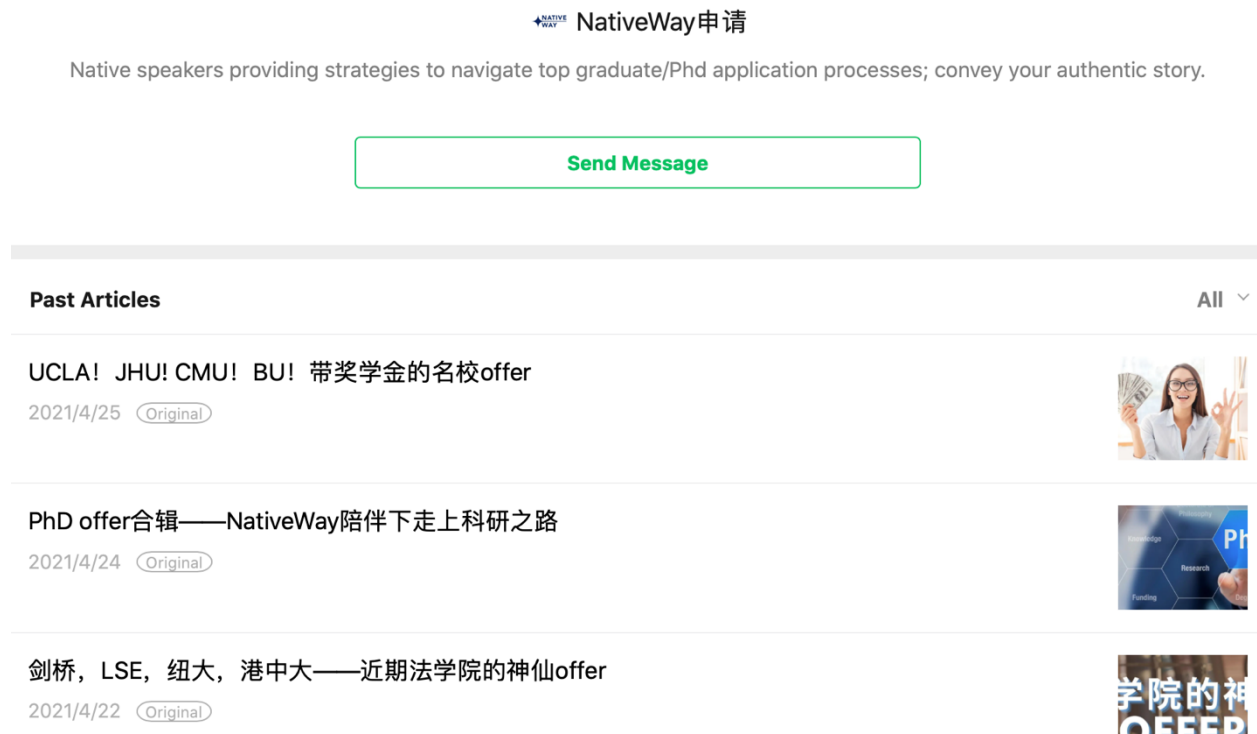 NATIVE
WAY
NativeWay申请
Native speakers providing strategies to navigate top graduate/Phd application processes; convey your authentic story.
Send Message
Past Articles
All
UCLA！JHU! CMU！BU！带奖学金的名校offer
2021/4/25 Original
PhD offer合辑——NativeWay陪伴下走上科研之路
2021/4/24 Original
Philosophy
Knowledge
Ph
Research
Funding
剑桥，LSE，纽大，港中大——近期法学院的神仙offer
2021/4/22 Original
学院的神
OFFER